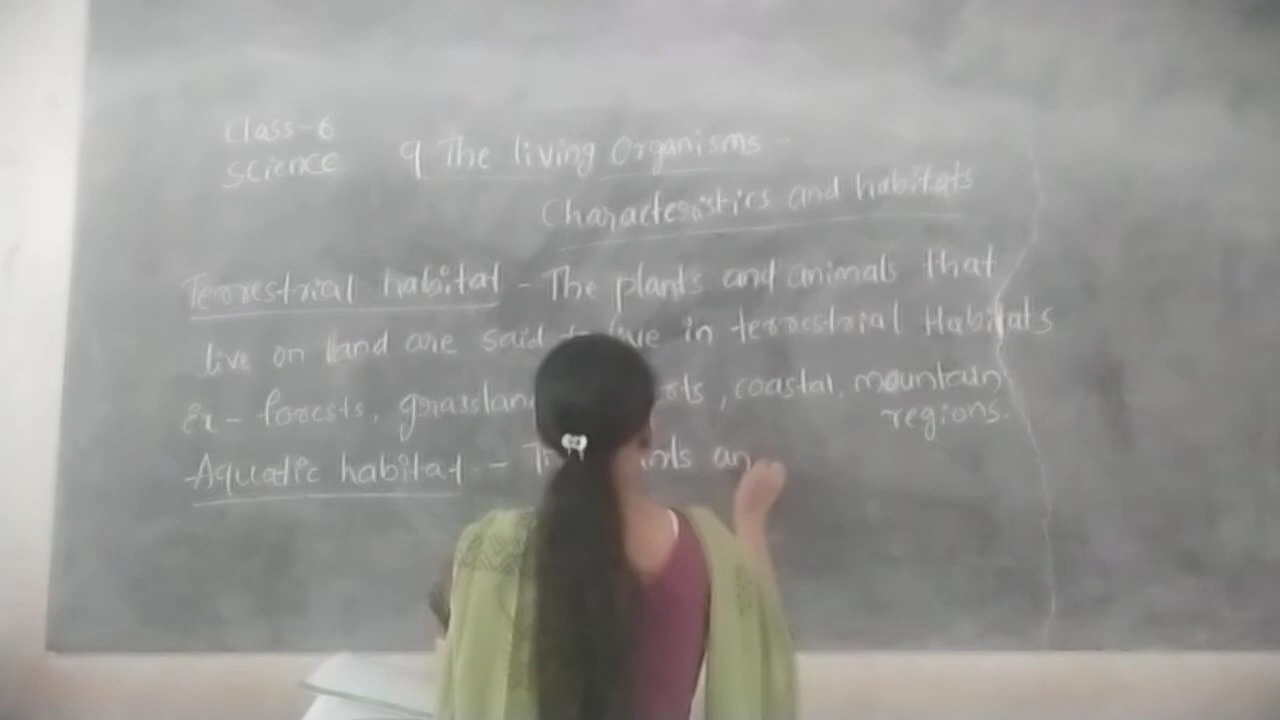 Class-6
Science
9 The living Organisms -
Characteristics and habitats
Terrestrial habitat - The plants and animals that
live on land are said in terrestrial Habitats
Ex - forests, , coastal, mountain
regions.
Aquatic habitat - an